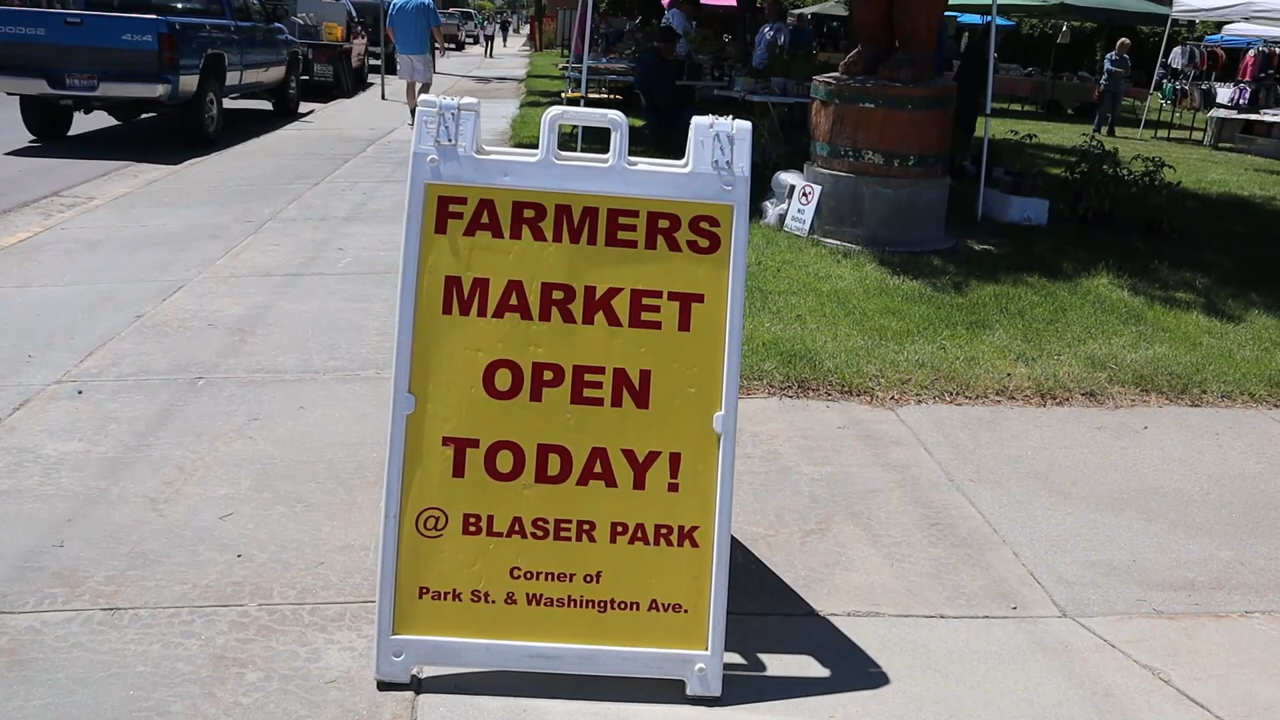 DODGE
4X4
NO
DOGS
ALLOWED
FARMERS
MARKET
OPEN
TODAY!
@ BLASER PARK
Corner of
Park St. & Washington Ave.